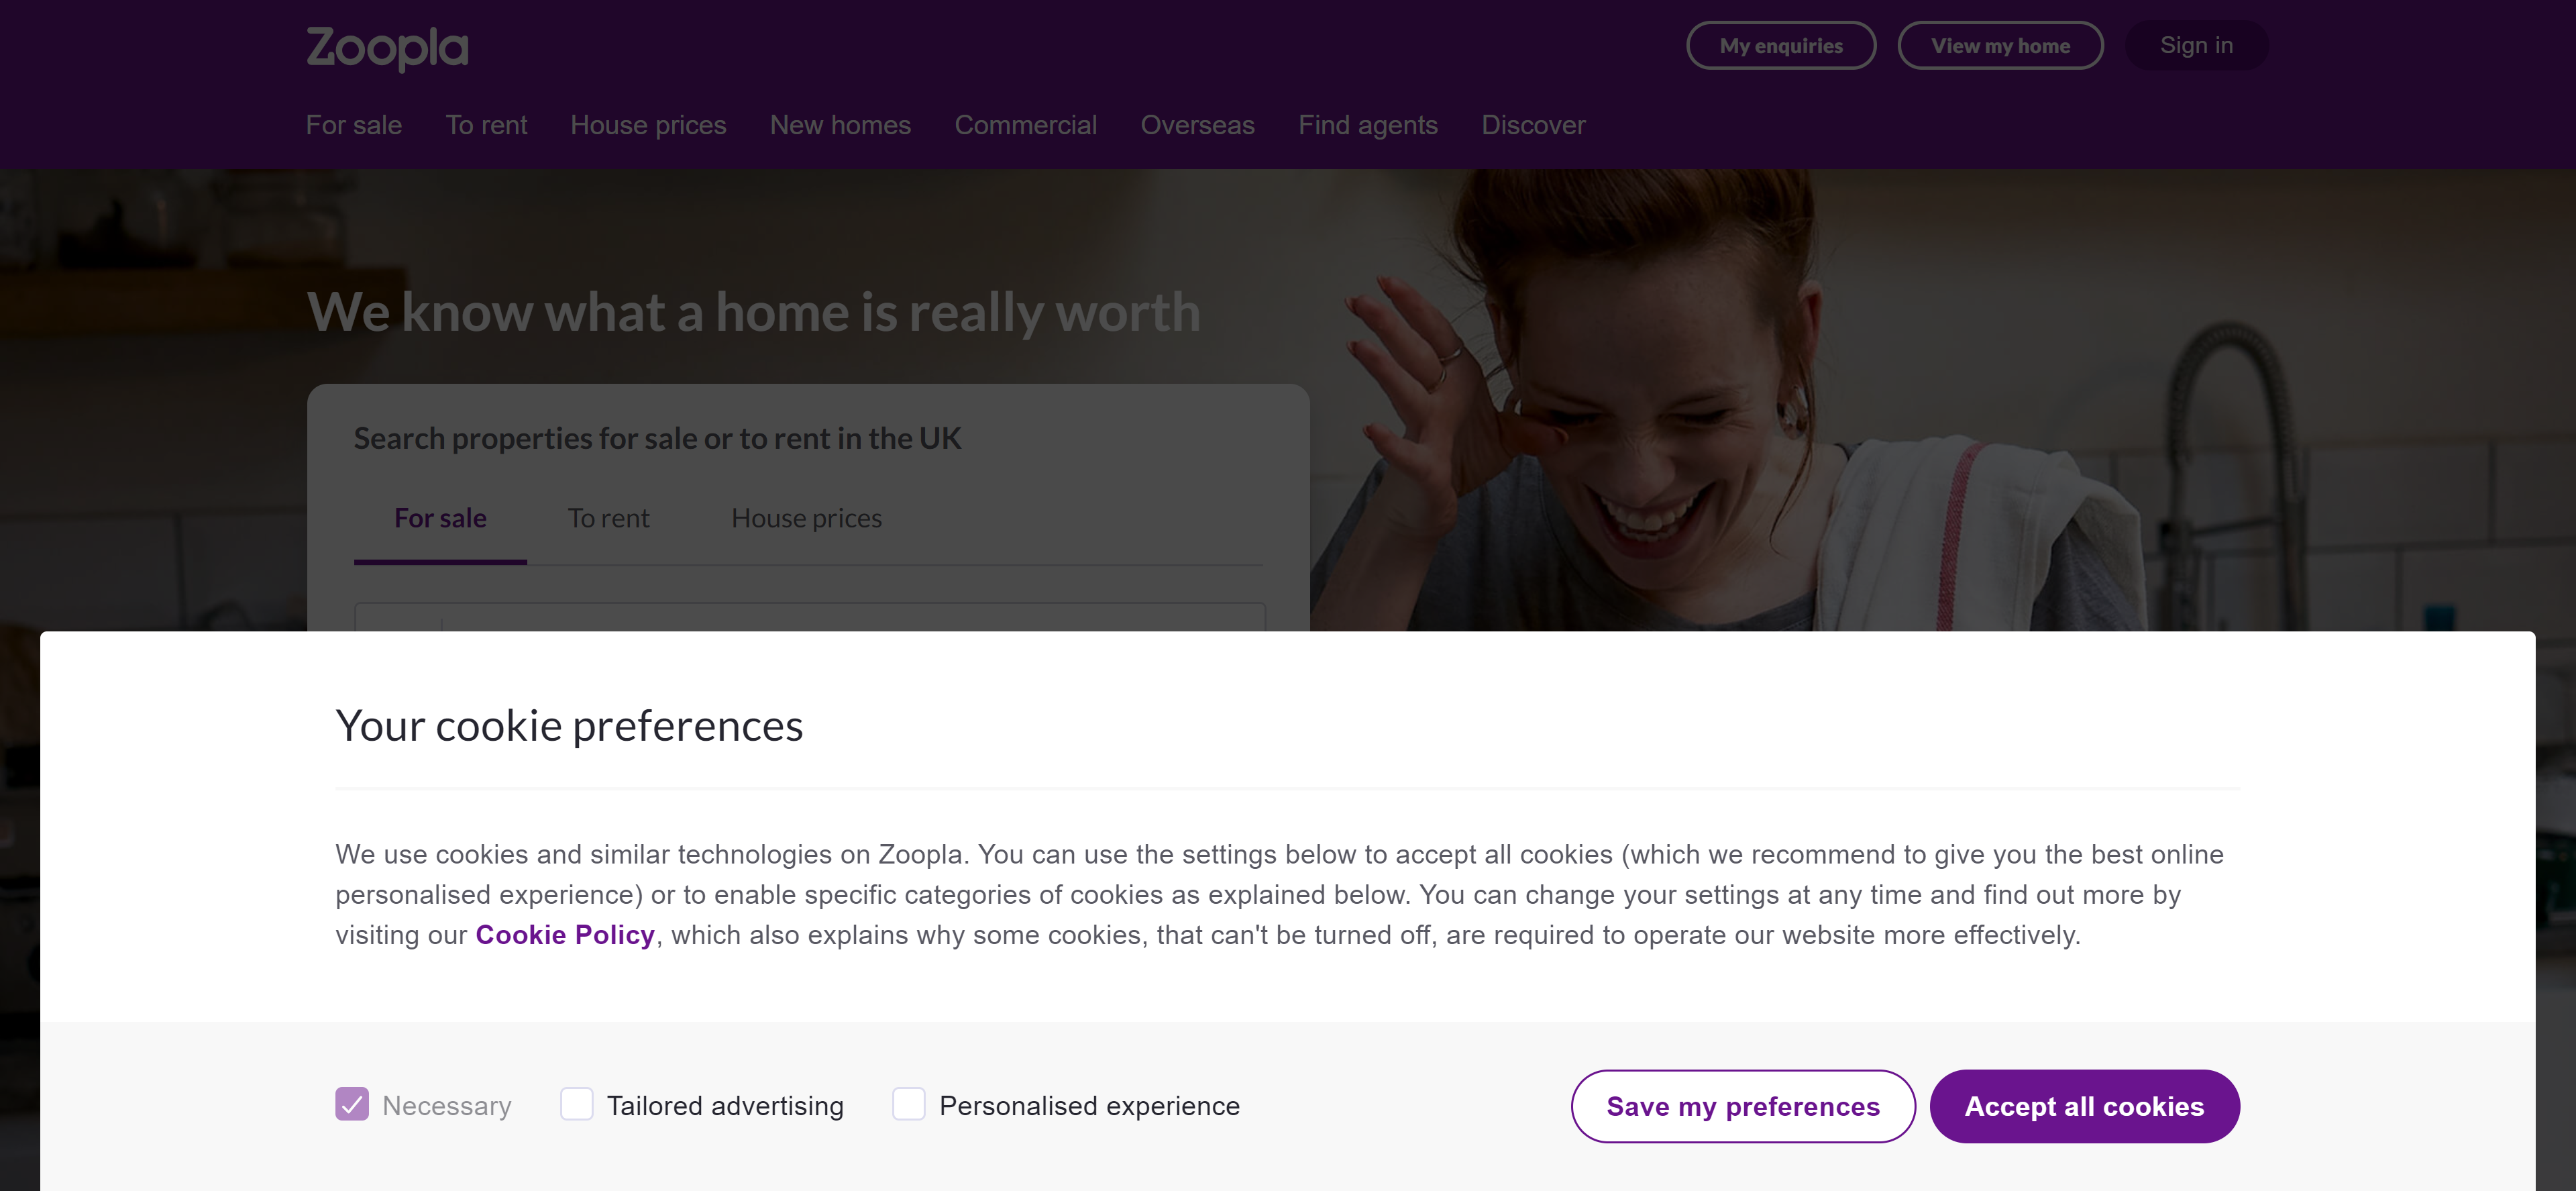 Zoopla
My enquiries
View my home
Sign in
For sale
To rent
House prices
New homes
Commercial
Overseas
Find agents
Discover
We know what a home is really worth
Search properties for sale or to rent in the UK
For sale
To rent
House prices
Your cookie preferences
We use cookies and similar technologies on Zoopla. You can use the settings below to accept all cookies (which we recommend to give you the best online
personalised experience) or to enable specific categories of cookies as explained below. You can change your settings at any time and find out more by
visiting our Cookie Policy, which also explains why some cookies, that can't be turned off, are required to operate our website more effectively.
Necessary
Tailored advertising
Personalised experience
Save my preferences
Accept all cookies